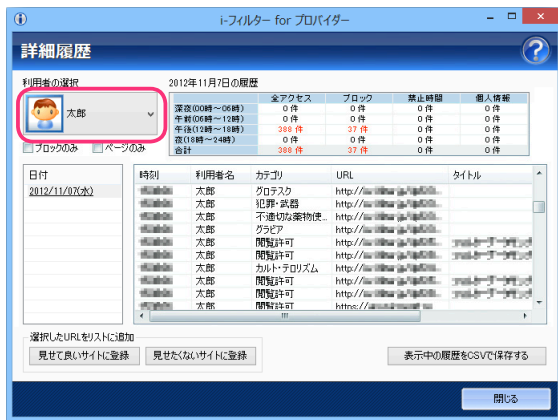 i-フィルター for プロバイダー
詳細履歴
?
利用者の選択
2012年11月7日の履歴
太郎
全アクセス ブロック 禁止時間 個人情報
深夜(00時～06時) 0 件 0 件 0 件 0 件
午前(06時～12時) 0 件 0 件 0 件 0 件
午後(12時～18時) 388 件 37 件 0 件 0 件
夜(18時～24時) 0 件 0 件 0 件 0 件
合計 388 件 37 件 0 件 0 件
ブロックのみ ページのみ
日付
2012/11/07(水)
時刻 利用者名 カテゴリ URL タイトル
太郎 グロテスク http://
太郎 犯罪・武器 http://
太郎 不適切な薬物使... http://
太郎 グラビア http://
太郎 閲覧許可 http://
太郎 カルト・テロリズム http://
太郎 閲覧許可 http://
太郎 閲覧許可 http://
太郎 閲覧許可 https://
選択したURLをリストに追加
見せて良いサイトに登録 見せたくないサイトに登録 表示中の履歴をCSVで保存する
閉じる